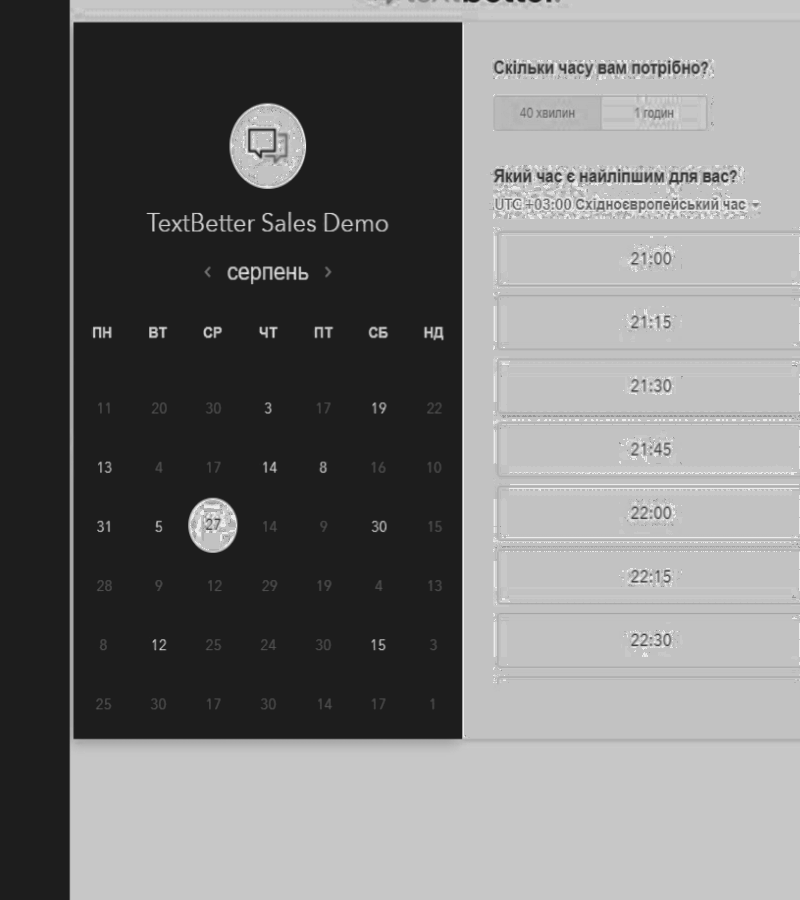 TextBetter Sales Demo
‹ серпень ›
ПН ВТ СР ЧТ ПТ СБ НД
11 20 30 3 17 19 22
13 4 17 14 8 16 10
31 5 27 14 9 30 15
28 9 12 29 19 4 13
8 12 25 24 30 15 3
25 30 17 30 14 17 1
Скільки часу вам потрібно?
40 хвилин 1 годин
Який час є найліпшим для вас?
UTC +03:00 Східноєвропейський час
21:00
21:15
21:30
21:45
22:00
22:15
22:30